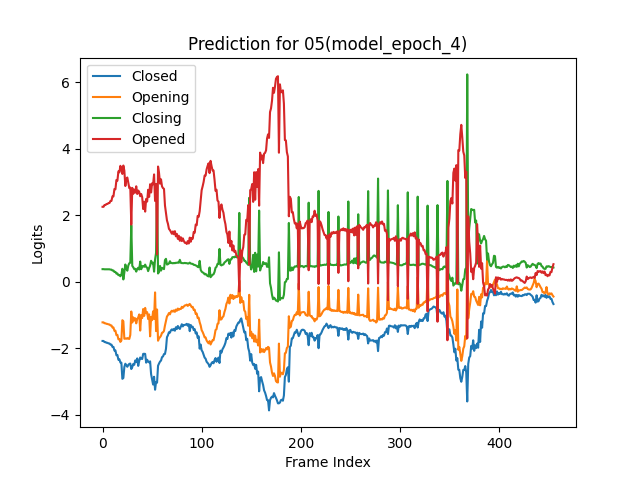 Prediction for 05(model_epoch_4)
Closed
Opening
Closing
Opened
Logits
6
4
2
0
−2
−4
0 100 200 300 400
Frame Index